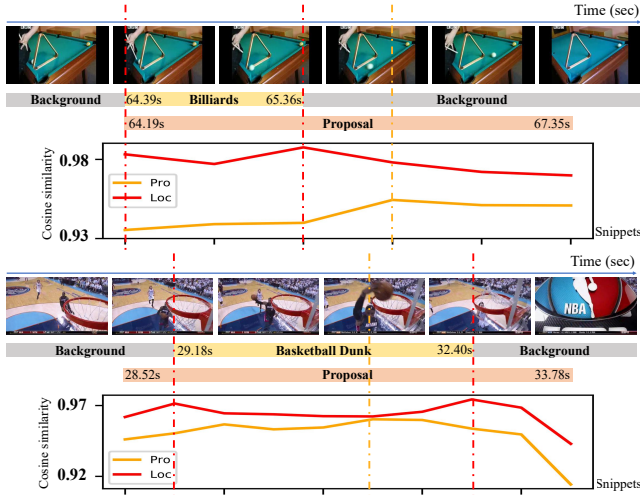 Time (sec)
Background 64.39s Billiards 65.36s Background
64.19s Proposal 67.35s
Cosine similarity
0.98
0.93
Pro
Loc
Snippets
Time (sec)
NBA
Background 29.18s Basketball Dunk 32.40s Background
28.52s Proposal 33.78s
Cosine similarity
0.97
0.92
Pro
Loc
Snippets